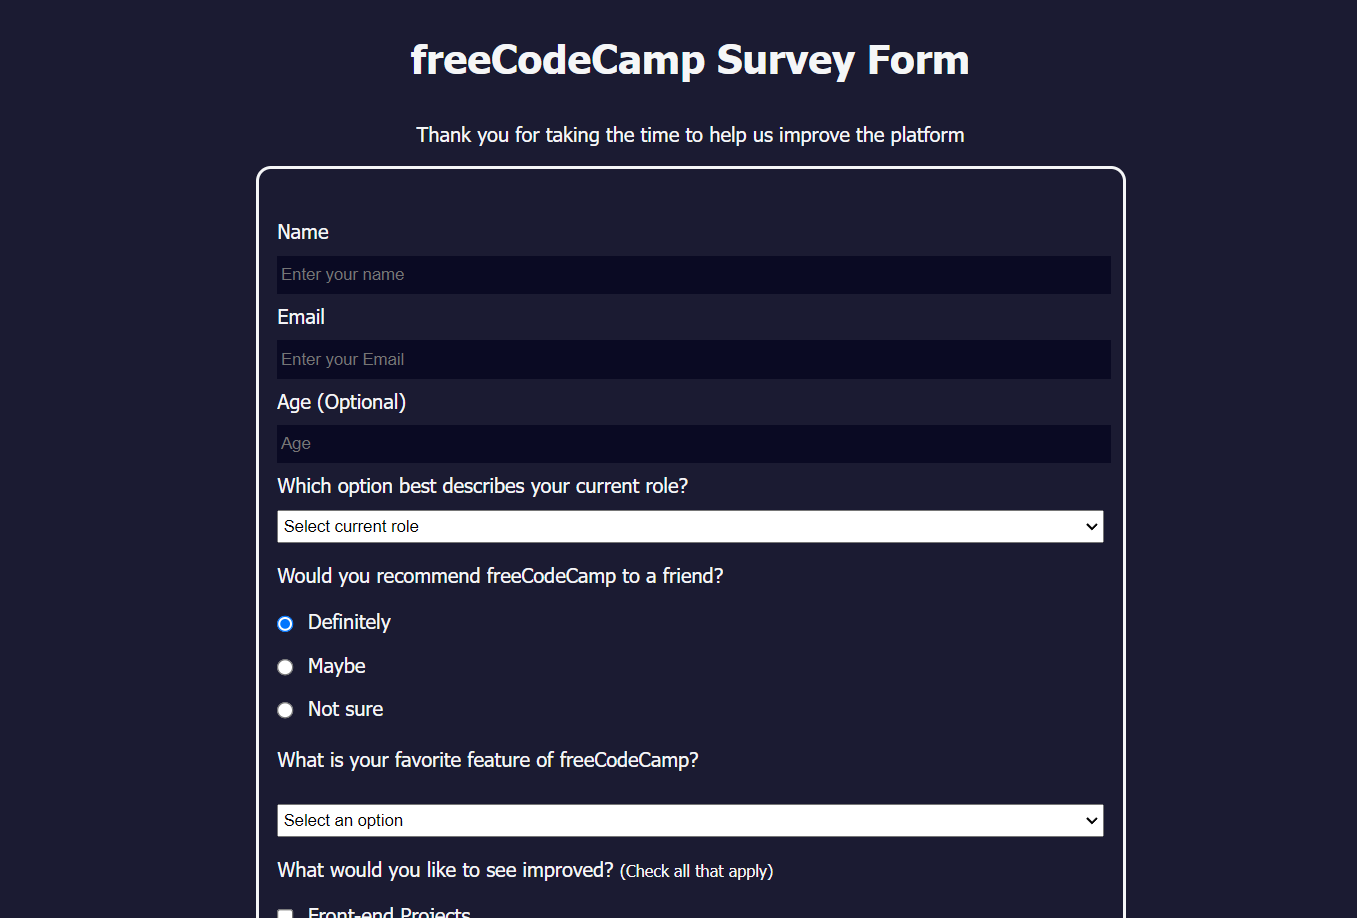 freeCodeCamp Survey Form
Thank you for taking the time to help us improve the platform
Name
Enter your name
Email
Enter your Email
Age (Optional)
Age
Which option best describes your current role?
Select current role
Would you recommend freeCodeCamp to a friend?
Definitely
Maybe
Not sure
What is your favorite feature of freeCodeCamp?
Select an option
What would you like to see improved? (Check all that apply)
Front-end Projects